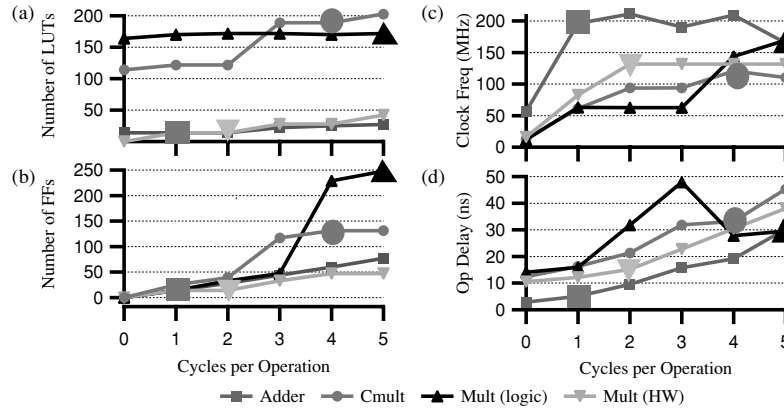 (a)
Number of LUTs
200
150
100
50
(b)
Number of FFs
250
200
150
100
50
0
0 1 2 3 4 5
Cycles per Operation
(c)
Clock Freq (MHz)
200
150
100
50
0
(d)
Op Delay (ns)
50
40
30
20
10
0
0 1 2 3 4 5
Cycles per Operation
Adder Cmult Mult (logic) Mult (HW)